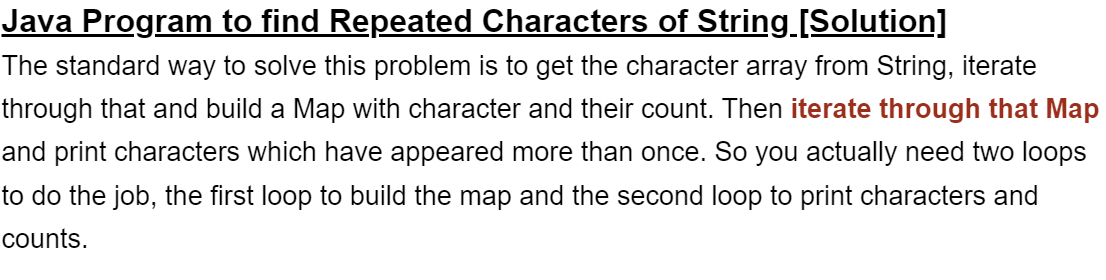 Java Program to find Repeated Characters of String [Solution]
The standard way to solve this problem is to get the character array from String, iterate
through that and build a Map with character and their count. Then iterate through that Map
and print characters which have appeared more than once. So you actually need two loops
to do the job, the first loop to build the map and the second loop to print characters and
counts.